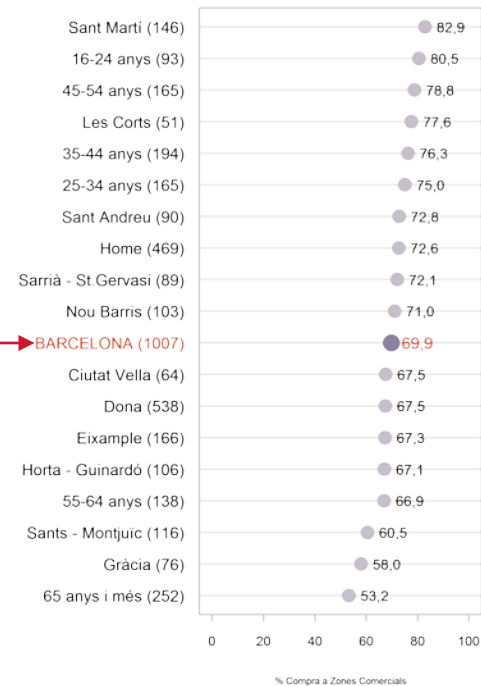 Sant Martí (146) 82,9
16-24 anys (93) 80,5
45-54 anys (165) 78,8
Les Corts (51) 77,6
35-44 anys (194) 76,3
25-34 anys (165) 75,0
Sant Andreu (90) 72,8
Home (469) 72,6
Sarrià - St.Gervasi (89) 72,1
Nou Barris (103) 71,0
BARCELONA (1007) 69,9
Ciutat Vella (64) 67,5
Dona (538) 67,5
Eixample (166) 67,3
Horta - Guinardó (106) 67,1
55-64 anys (138) 66,9
Sants - Montjuïc (116) 60,5
Gràcia (76) 58,0
65 anys i més (252) 53,2
0 20 40 60 80 100
% Compra a Zones Comercials